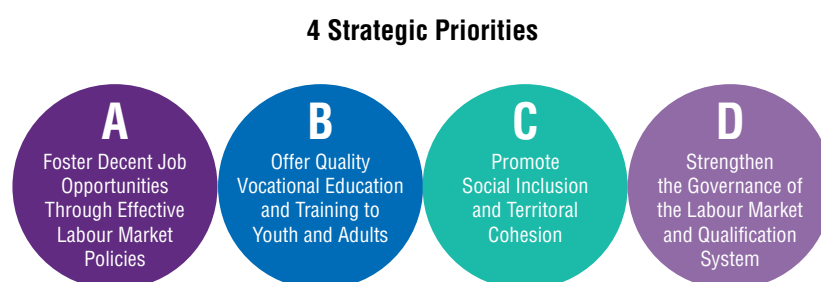 4 Strategic Priorities
A
Foster Decent Job
Opportunities
Through Effective
Labour Market
Policies
B
Offer Quality
Vocational Education
and Training to
Youth and Adults
C
Promote
Social Inclusion
and Territoral
Cohesion
D
Strengthen
the Governance of
the Labour Market
and Qualification
System